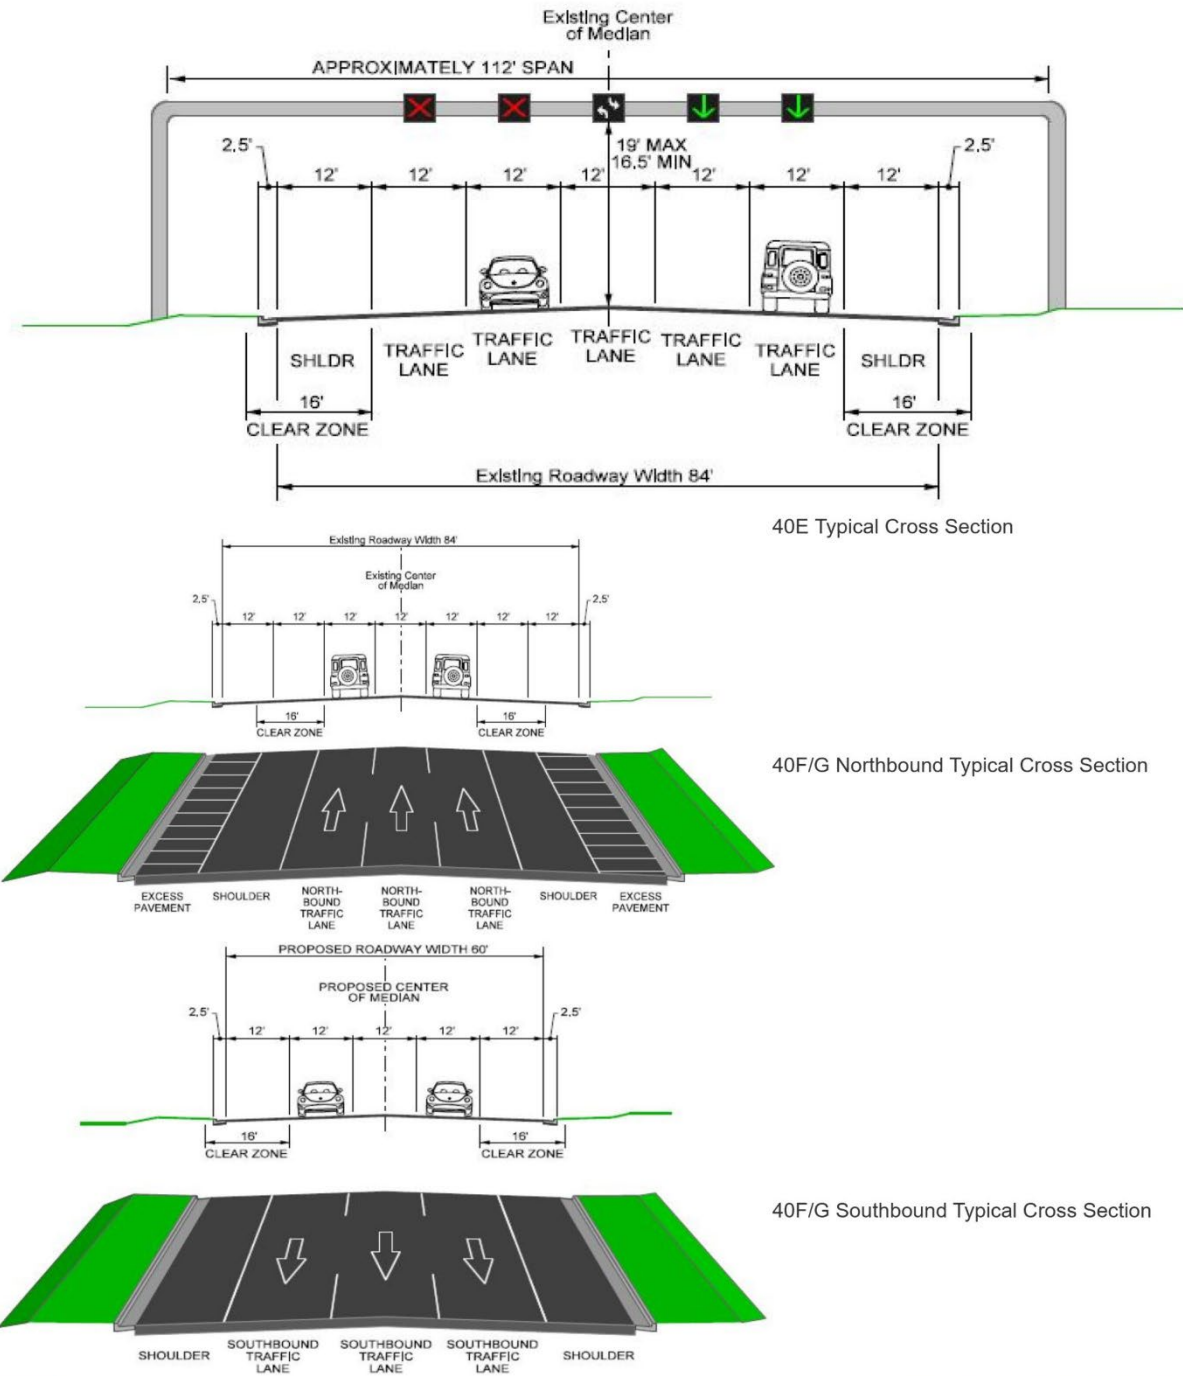 Existing Center
of Median
APPROXIMATELY 112' SPAN
19' MAX
16.5' MIN
2.5' 2.5'
12' 12' 12' 12' 12' 12' 12'
SHLDR TRAFFIC LANE TRAFFIC LANE TRAFFIC LANE TRAFFIC LANE TRAFFIC LANE SHLDR
16' 16'
CLEAR ZONE CLEAR ZONE
Existing Roadway Width 84'
40E Typical Cross Section
Existing Roadway Width 84'
Existing Center
of Median
2.5' 2.5'
12' 12' 12' 12' 12' 12' 12'
16' 16'
CLEAR ZONE CLEAR ZONE
40F/G Northbound Typical Cross Section
EXCESS PAVEMENT SHOULDER NORTH-BOUND TRAFFIC LANE NORTH-BOUND TRAFFIC LANE NORTH-BOUND TRAFFIC LANE SHOULDER EXCESS PAVEMENT
PROPOSED ROADWAY WIDTH 60'
PROPOSED CENTER
OF MEDIAN
2.5' 2.5'
12' 12' 12' 12' 12'
16' 16'
CLEAR ZONE CLEAR ZONE
40F/G Southbound Typical Cross Section
SHOULDER SOUTHBOUND TRAFFIC LANE SOUTHBOUND TRAFFIC LANE SOUTHBOUND TRAFFIC LANE SHOULDER